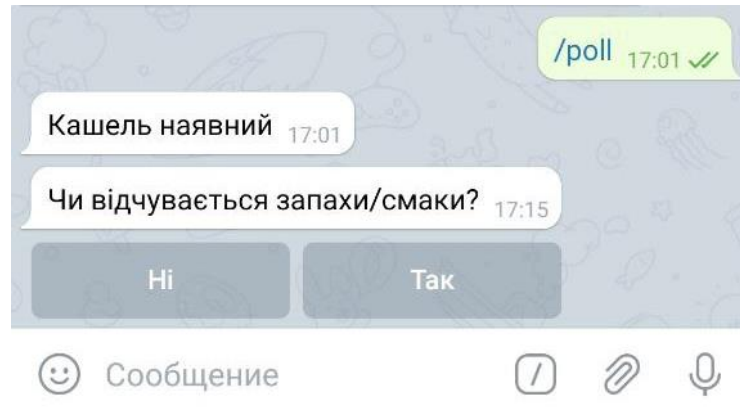 /poll 17:01
Кашель наявний 17:01
Чи відчувається запахи/смаки? 17:15
Ні Так
Сообщение